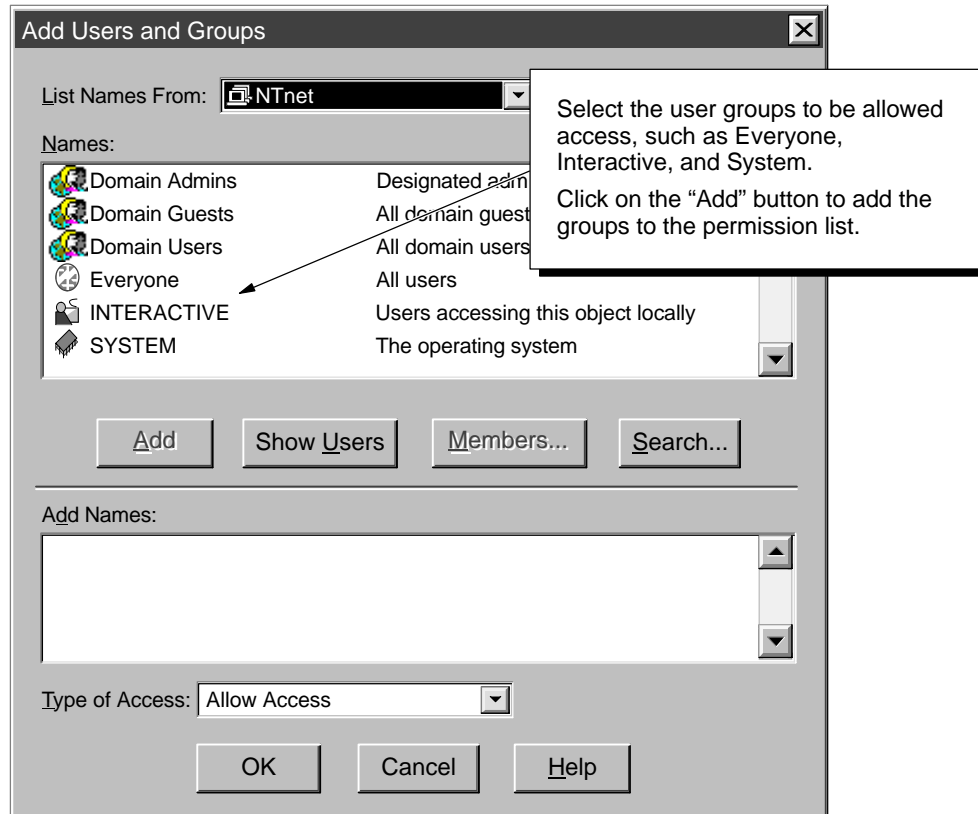 Add Users and Groups
List Names From: NTnet
Select the user groups to be allowed
access, such as Everyone,
Interactive, and System.
Click on the “Add” button to add the
groups to the permission list.
Names:
Domain Admins Designated adm
Domain Guests All domain guest
Domain Users All domain users
Everyone All users
INTERACTIVE Users accessing this object locally
SYSTEM The operating system
Add Show Users Members... Search...
Add Names:
Type of Access: Allow Access
OK Cancel Help